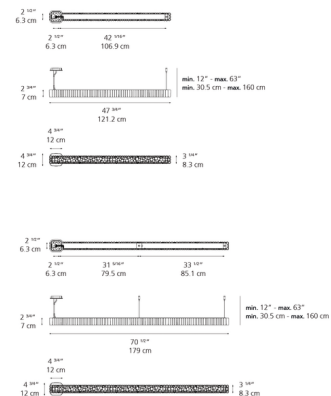 2 1/2"
6.3 cm
2 1/2"
6.3 cm
42 1/16"
106.9 cm
min. 12" - max. 63"
min. 30.5 cm - max. 160 cm
2 3/4"
7 cm
47 3/4"
121.2 cm
4 3/4"
12 cm
4 3/4"
12 cm
3 1/4"
8.3 cm
2 1/2"
6.3 cm
2 1/2"
6.3 cm
31 5/16"
79.5 cm
33 1/2"
85.1 cm
min. 12" - max. 63"
min. 30.5 cm - max. 160 cm
2 3/4"
7 cm
70 1/2"
179 cm
4 3/4"
12 cm
4 3/4"
12 cm
3 1/4"
8.3 cm